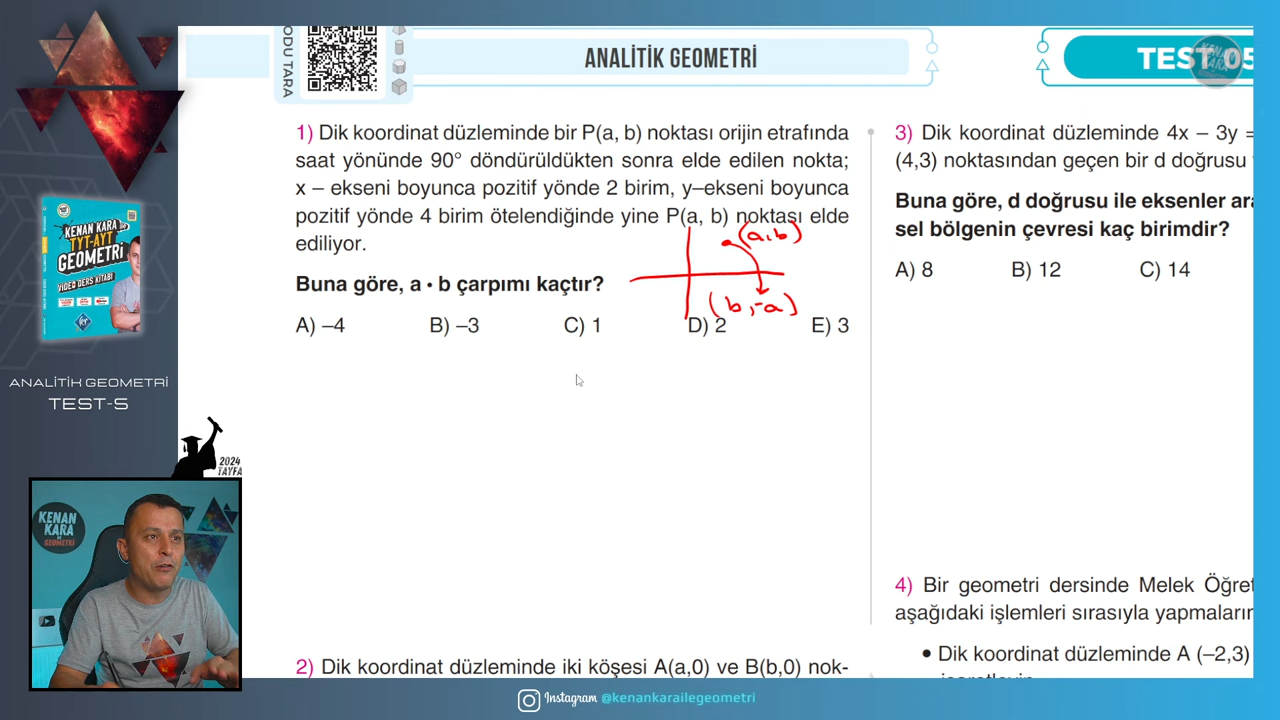 ODU TARA
ANALİTİK GEOMETRİ
TEST 05
KENAN KARA
1) Dik koordinat düzleminde bir P(a, b) noktası orijin etrafında
saat yönünde 90° döndürüldükten sonra elde edilen nokta;
x – ekseni boyunca pozitif yönde 2 birim, y–ekseni boyunca
pozitif yönde 4 birim ötelendiğinde yine P(a, b) noktası elde
ediliyor.
(a,b)
Buna göre, a • b çarpımı kaçtır?
(b,-a)
A) –4 B) –3 C) 1 D) 2 E) 3
2) Dik koordinat düzleminde iki köşesi A(a,0) ve B(b,0) nok-
3) Dik koordinat düzleminde 4x – 3y =
(4,3) noktasından geçen bir d doğrusu
Buna göre, d doğrusu ile eksenler ar
sel bölgenin çevresi kaç birimdir?
A) 8 B) 12 C) 14
4) Bir geometri dersinde Melek Öğret
aşağıdaki işlemleri sırasıyla yapmaların
• Dik koordinat düzleminde A (–2,3)
işaretleyin
KENAN KARA
TYT-AYT
GEOMETRİ
VİDEO DERS KİTABI
ANALİTİK GEOMETRİ
TEST-5
2024
TAYFA
KENAN
KARA
GEOMETRİ
Instagram @kenankarailegeometri